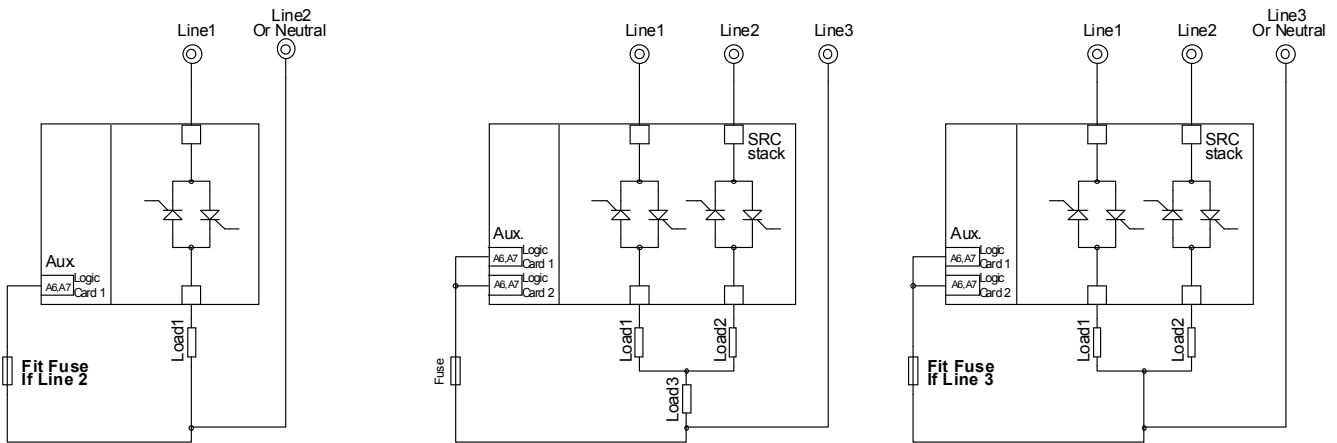 Line1
Line2
Or Neutral
Aux.
A6,A7
Logic
Card 1
Load1
Fit Fuse
If Line 2
Line1
Line2
Line3
SRC
stack
Aux.
A6,A7
Logic
Card 1
A6,A7
Logic
Card 2
Load1
Load2
Fuse
Load3
Line1
Line2
Line3
Or Neutral
SRC
stack
Aux.
A6,A7
Logic
Card 1
A6,A7
Logic
Card 2
Load1
Load2
Fit Fuse
If Line 3